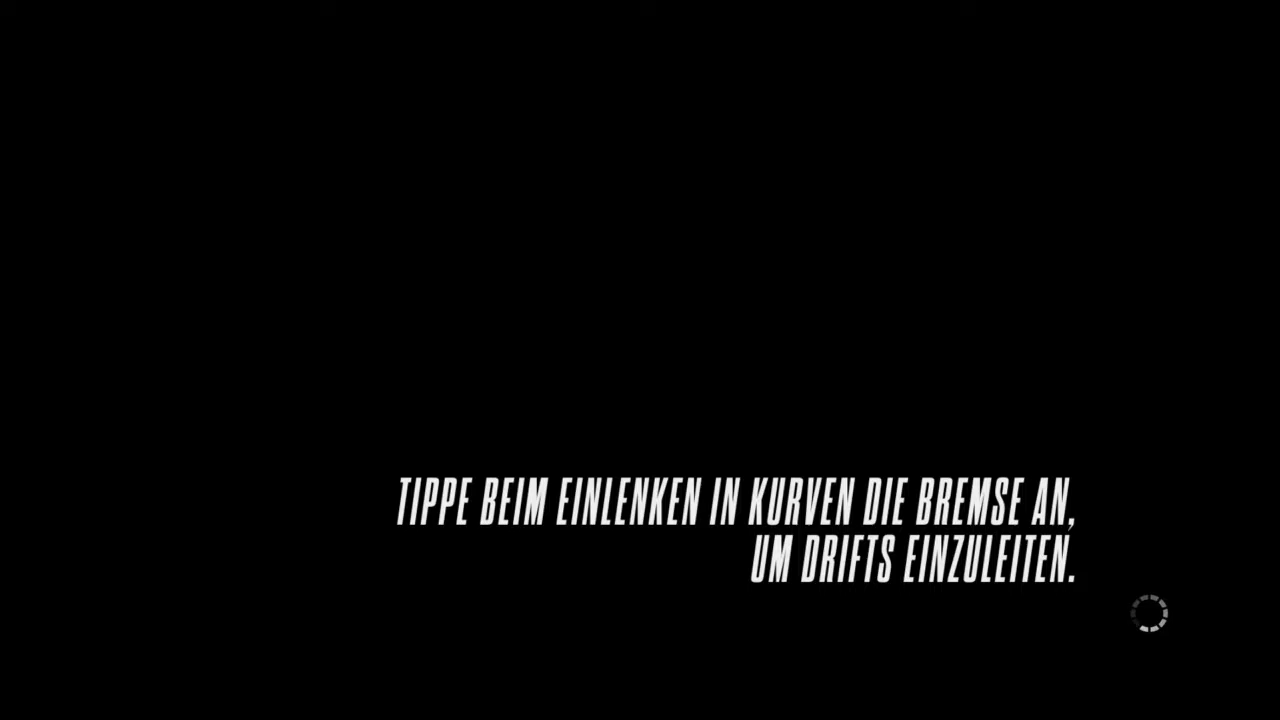 TIPPE BEIM EINLENKEN IN KURVEN DIE BREMSE AN,
UM DRIFTS EINZULEITEN.